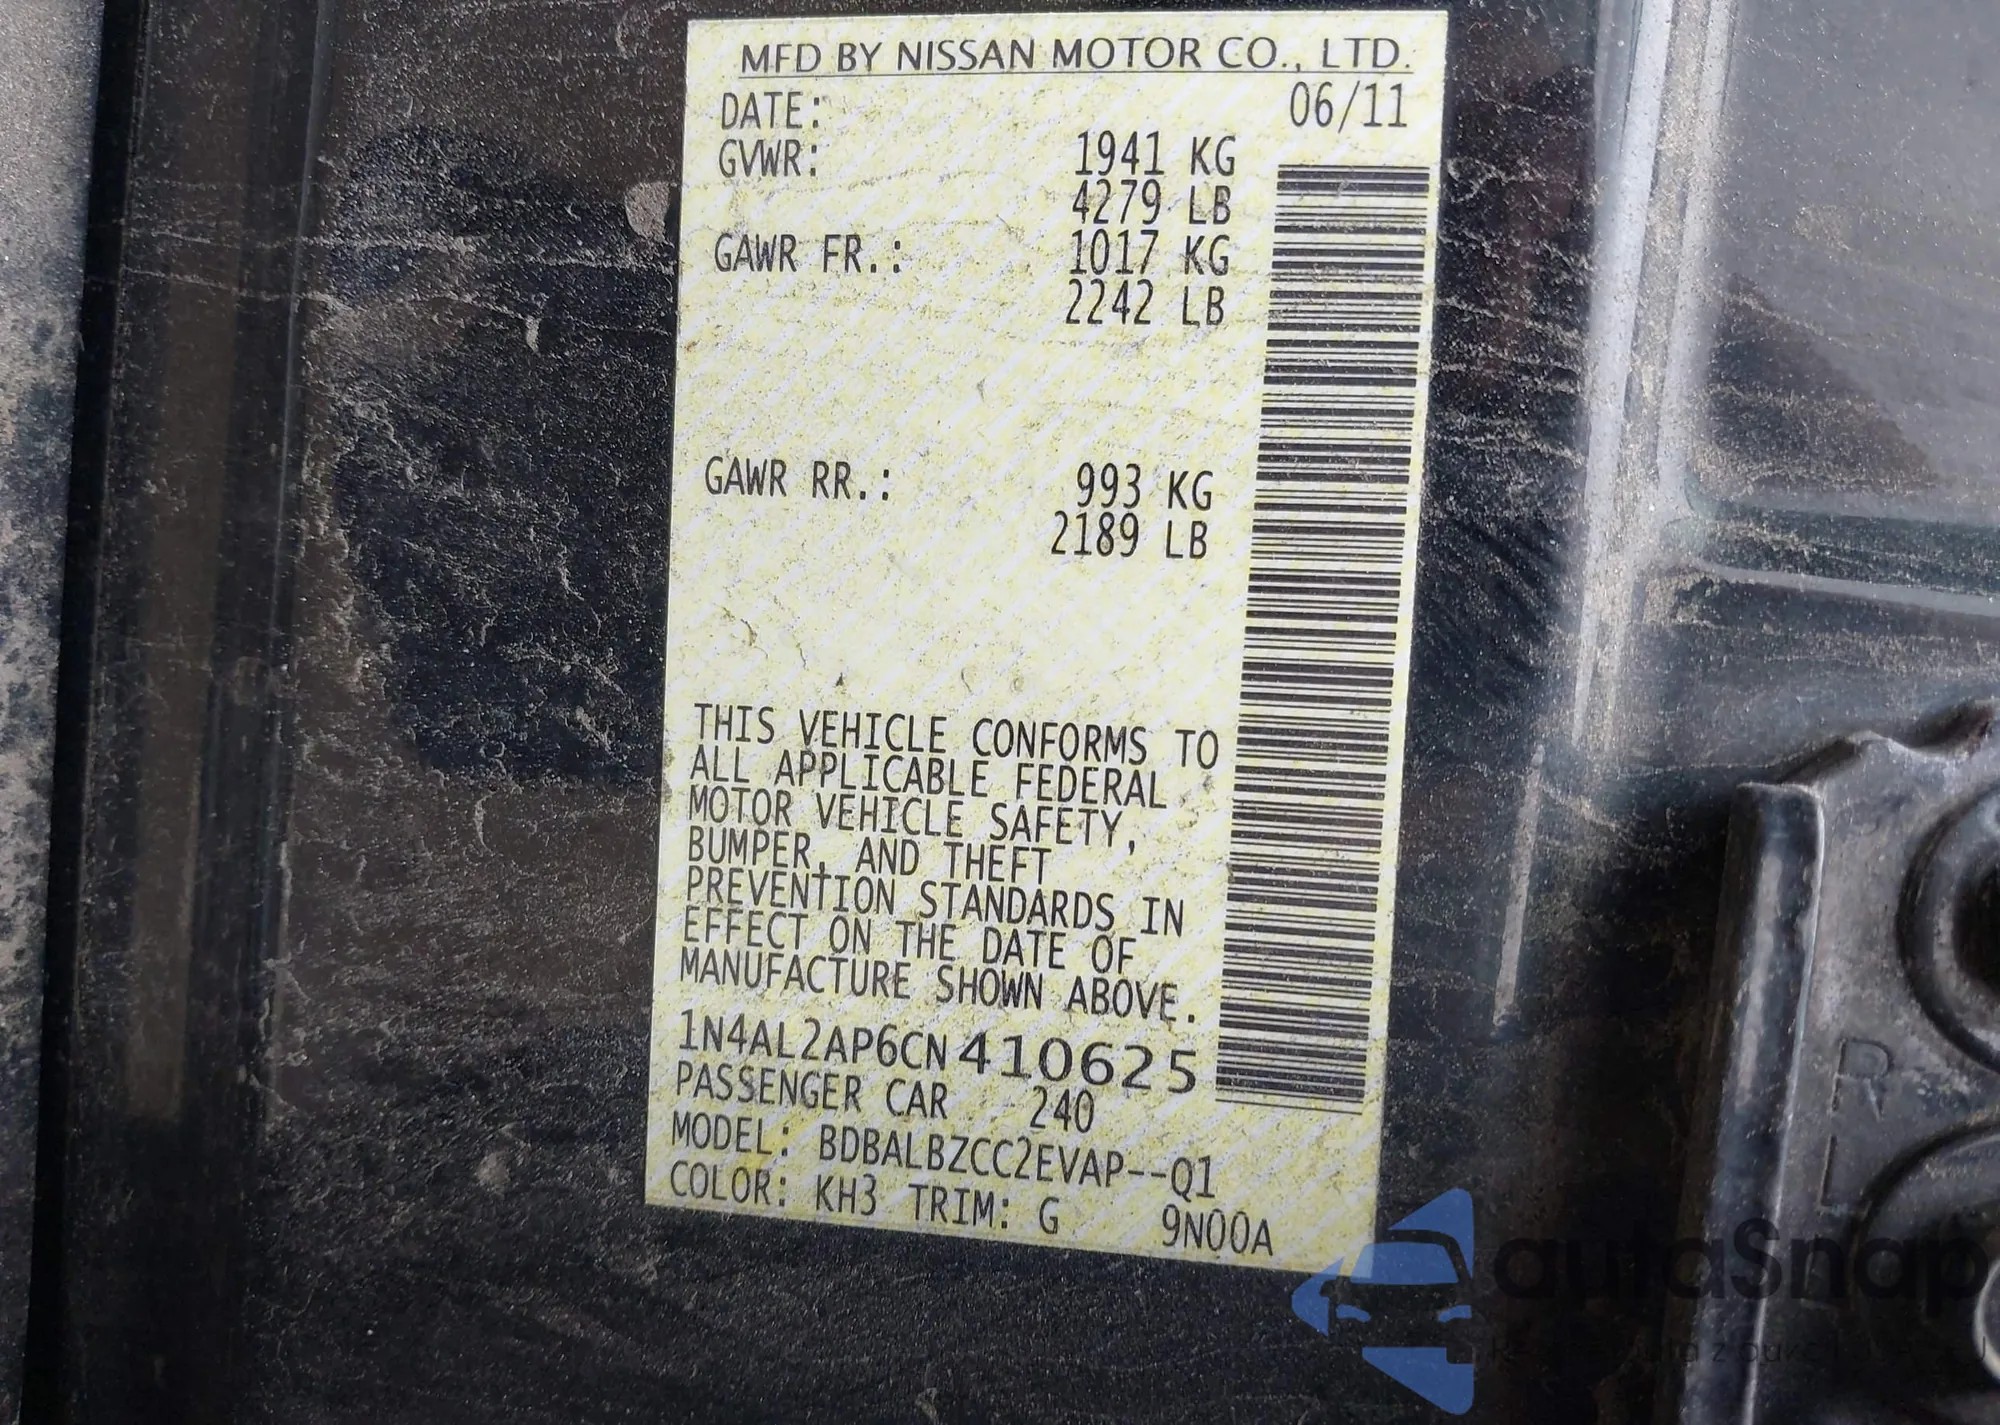 MFD BY NISSAN MOTOR CO., LTD.
DATE: 06/11
GVWR: 1941 KG
4279 LB
GAWR FR.: 1017 KG
2242 LB
GAWR RR.: 993 KG
2189 LB
THIS VEHICLE CONFORMS TO
ALL APPLICABLE FEDERAL
MOTOR VEHICLE SAFETY,
BUMPER, AND THEFT
PREVENTION STANDARDS IN
EFFECT ON THE DATE OF
MANUFACTURE SHOWN ABOVE.
1N4AL2AP6CN410625
PASSENGER CAR 240
MODEL: BDBALBZCC2EVAP--Q1
COLOR: KH3 TRIM: G 9N00A
R
L
autaSnap